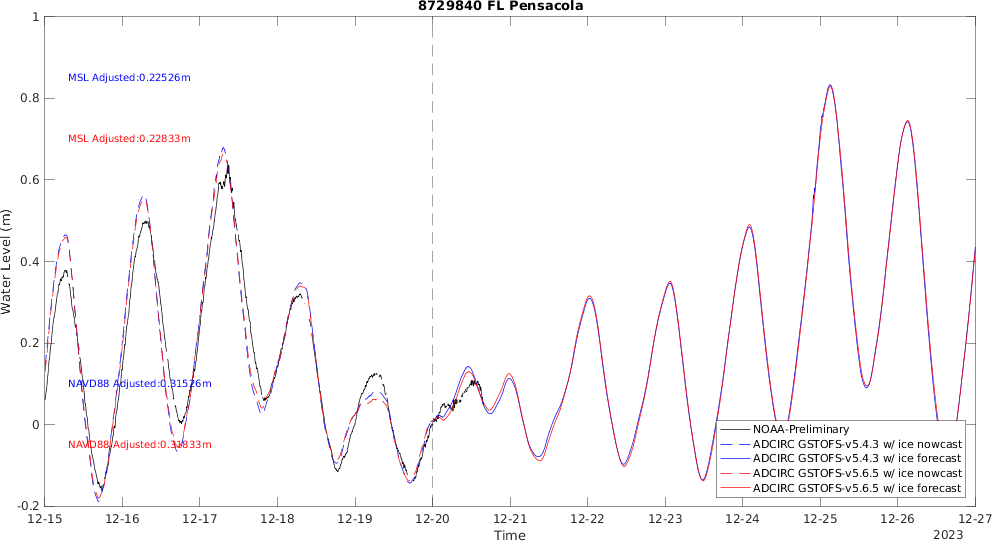 8729840 FL Pensacola
1
0.8
0.6
0.4
0.2
0
-0.2
Water Level (m)
MSL Adjusted:0.22526m
MSL Adjusted:0.22833m
NAVD88 Adjusted:0.31526m
NAVD88 Adjusted:0.31833m
NOAA-Preliminary
ADCIRC GSTOFS-v5.4.3 w/ ice nowcast
ADCIRC GSTOFS-v5.4.3 w/ ice forecast
ADCIRC GSTOFS-v5.6.5 w/ ice nowcast
ADCIRC GSTOFS-v5.6.5 w/ ice forecast
12-15 12-16 12-17 12-18 12-19 12-20 12-21 12-22 12-23 12-24 12-25 12-26 12-27
Time
2023